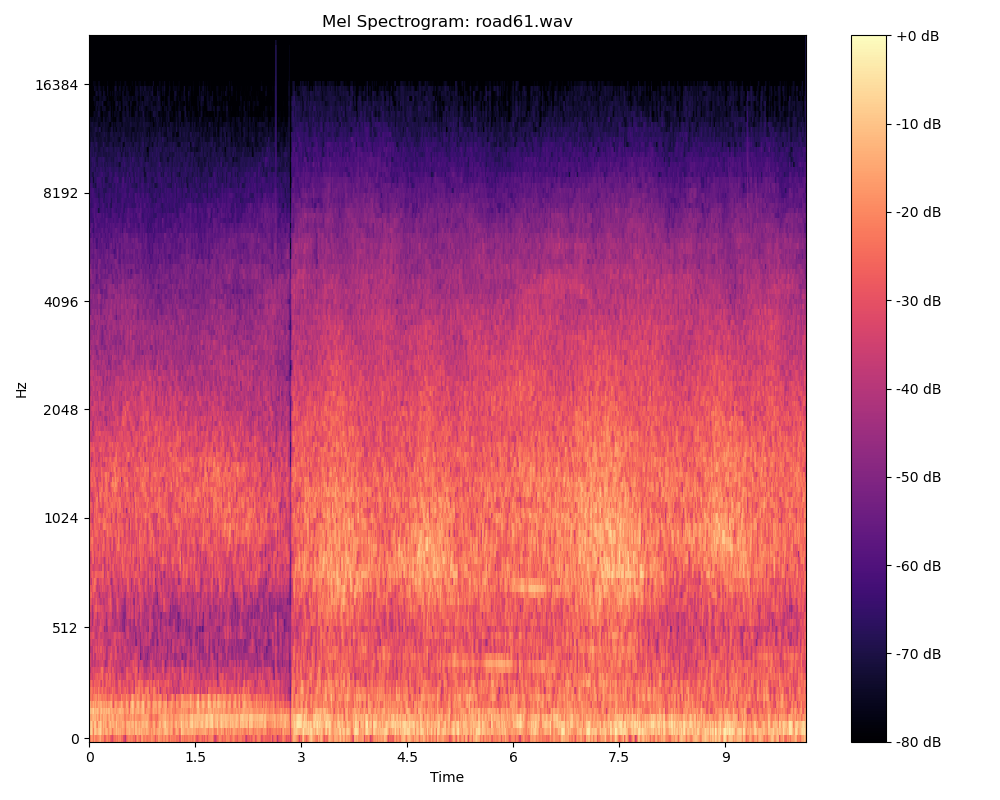 Mel Spectrogram: road61.wav
+0 dB
16384
-10 dB
8192
-20 dB
4096
-30 dB
Hz
2048
-40 dB
-50 dB
1024
-60 dB
512
-70 dB
0
-80 dB
0 1.5 3 4.5 6 7.5 9
Time